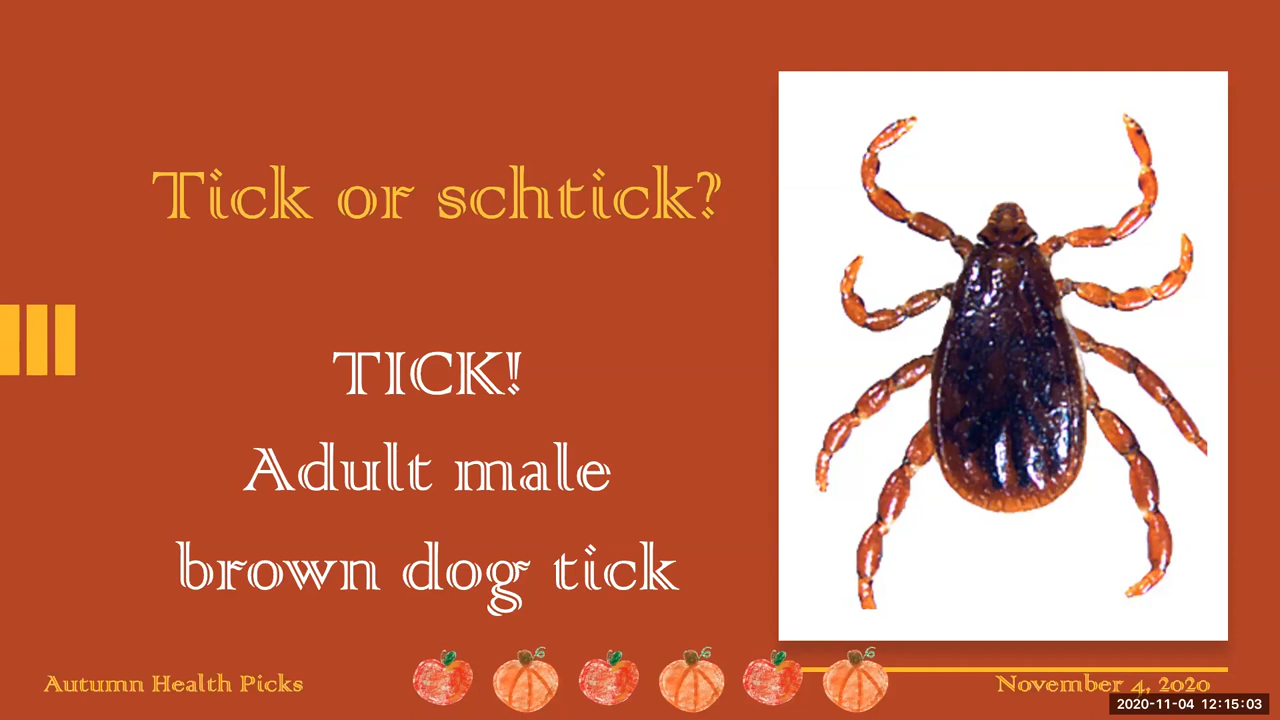 Tick or schtick?
TICK!
Adult male
brown dog tick
Autumn Health Picks
November 4, 2020
2020-11-04 12:15:03